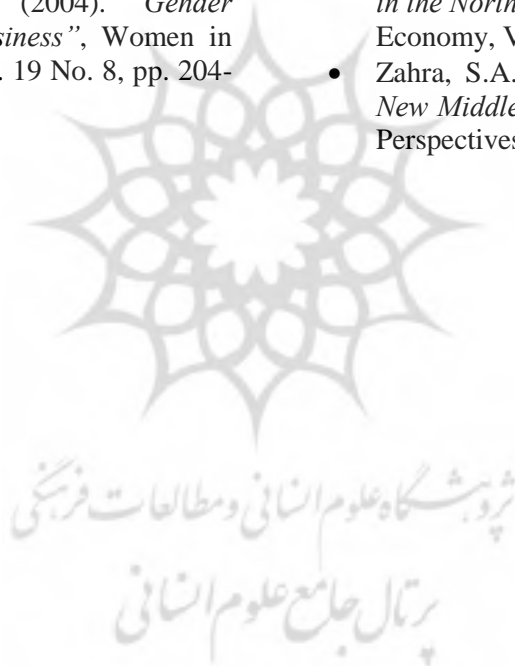 (2004). "Gender
siness", Women in
. 19 No. 8, pp. 204-
in the North
Economy, V
• Zahra, S.A.
New Middle
Perspectives
پژوهشگاه علوم انسانی و مطالعات فرهنگی
پرتال جامع علوم انسانی